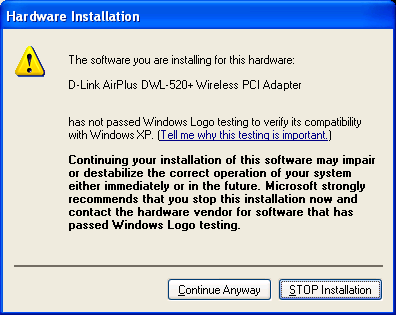 Hardware Installation
The software you are installing for this hardware:
D-Link AirPlus DWL-520+ Wireless PCI Adapter
has not passed Windows Logo testing to verify its compatibility
with Windows XP. (Tell me why this testing is important.)
Continuing your installation of this software may impair
or destabilize the correct operation of your system
either immediately or in the future. Microsoft strongly
recommends that you stop this installation now and
contact the hardware vendor for software that has
passed Windows Logo testing.
Continue Anyway
STOP Installation